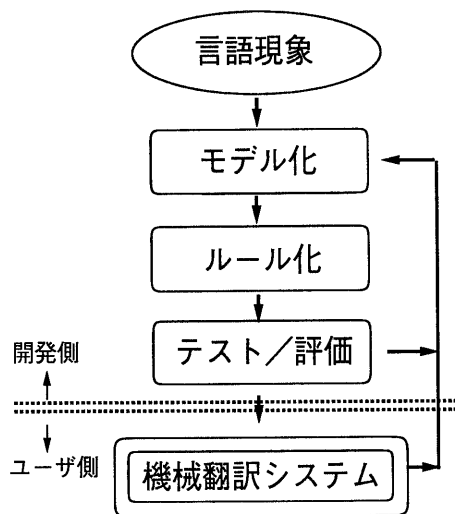 言語現象
モデル化
ルール化
テスト／評価
開発側
ユーザ側
機械翻訳システム